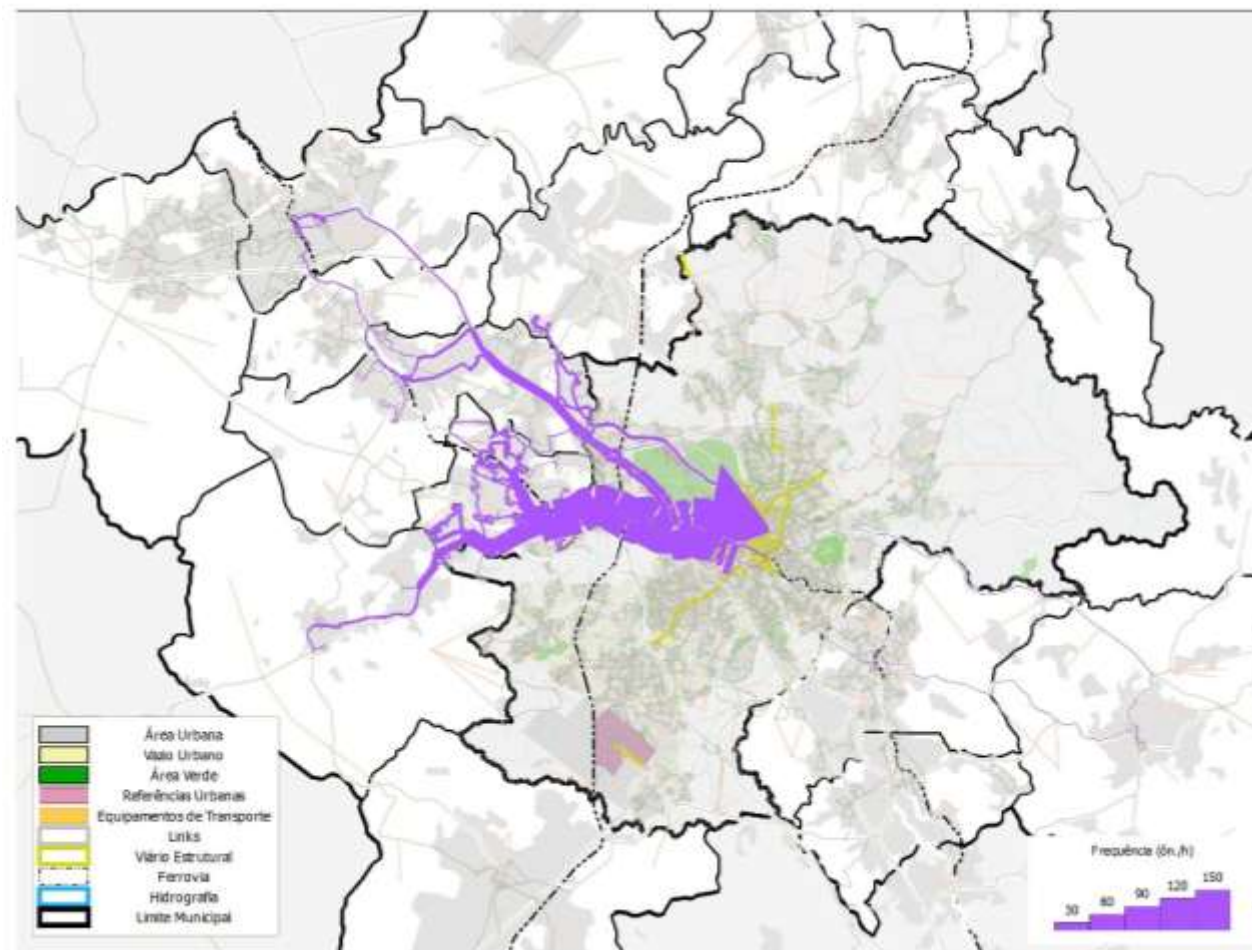 Área Urbana
Vazio Urbano
Área Verde
Referências Urbanas
Equipamentos de Transporte
Links
Viário Estrutural
Ferrovia
Hidrografia
Limite Municipal
Frequência (ôn./h)
30 60 90 120 150